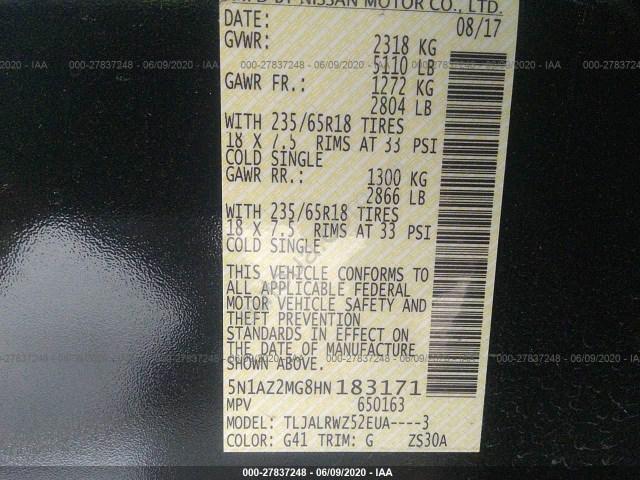 MFD BY NISSAN MOTOR CO., LTD.
DATE: 08/17
GVWR: 2318 KG
5110 LB
GAWR FR.: 1272 KG
2804 LB
WITH 235/65R18 TIRES
18 X 7.5 RIMS AT 33 PSI
COLD SINGLE
GAWR RR.: 1300 KG
2866 LB
WITH 235/65R18 TIRES
18 X 7.5 RIMS AT 33 PSI
COLD SINGLE
THIS VEHICLE CONFORMS TO
ALL APPLICABLE FEDERAL
MOTOR VEHICLE SAFETY AND
THEFT PREVENTION
STANDARDS IN EFFECT ON
THE DATE OF MANUFACTURE
SHOWN ABOVE.
5N1AZ2MG8HN183171
MPV 650163
MODEL: TLJALRWZ52EUA----3
COLOR: G41 TRIM: G ZS30A
000-27837248 - 06/09/2020 - IAA